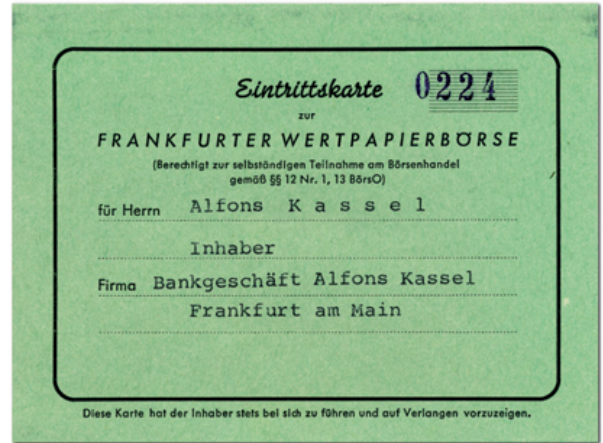 Eintrittskarte 0224
zur
FRANKFURTER WERTPAPIERBÖRSE
(Berechtigt zur selbständigen Teilnahme am Börsenhandel
gemäß §§ 12 Nr. 1, 13 BörsO)
für Herrn Alfons K a s s e l
Inhaber
Firma Bankgeschäft Alfons Kassel
Frankfurt am Main
Diese Karte hat der Inhaber stets bei sich zu führen und auf Verlangen vorzuzeigen.